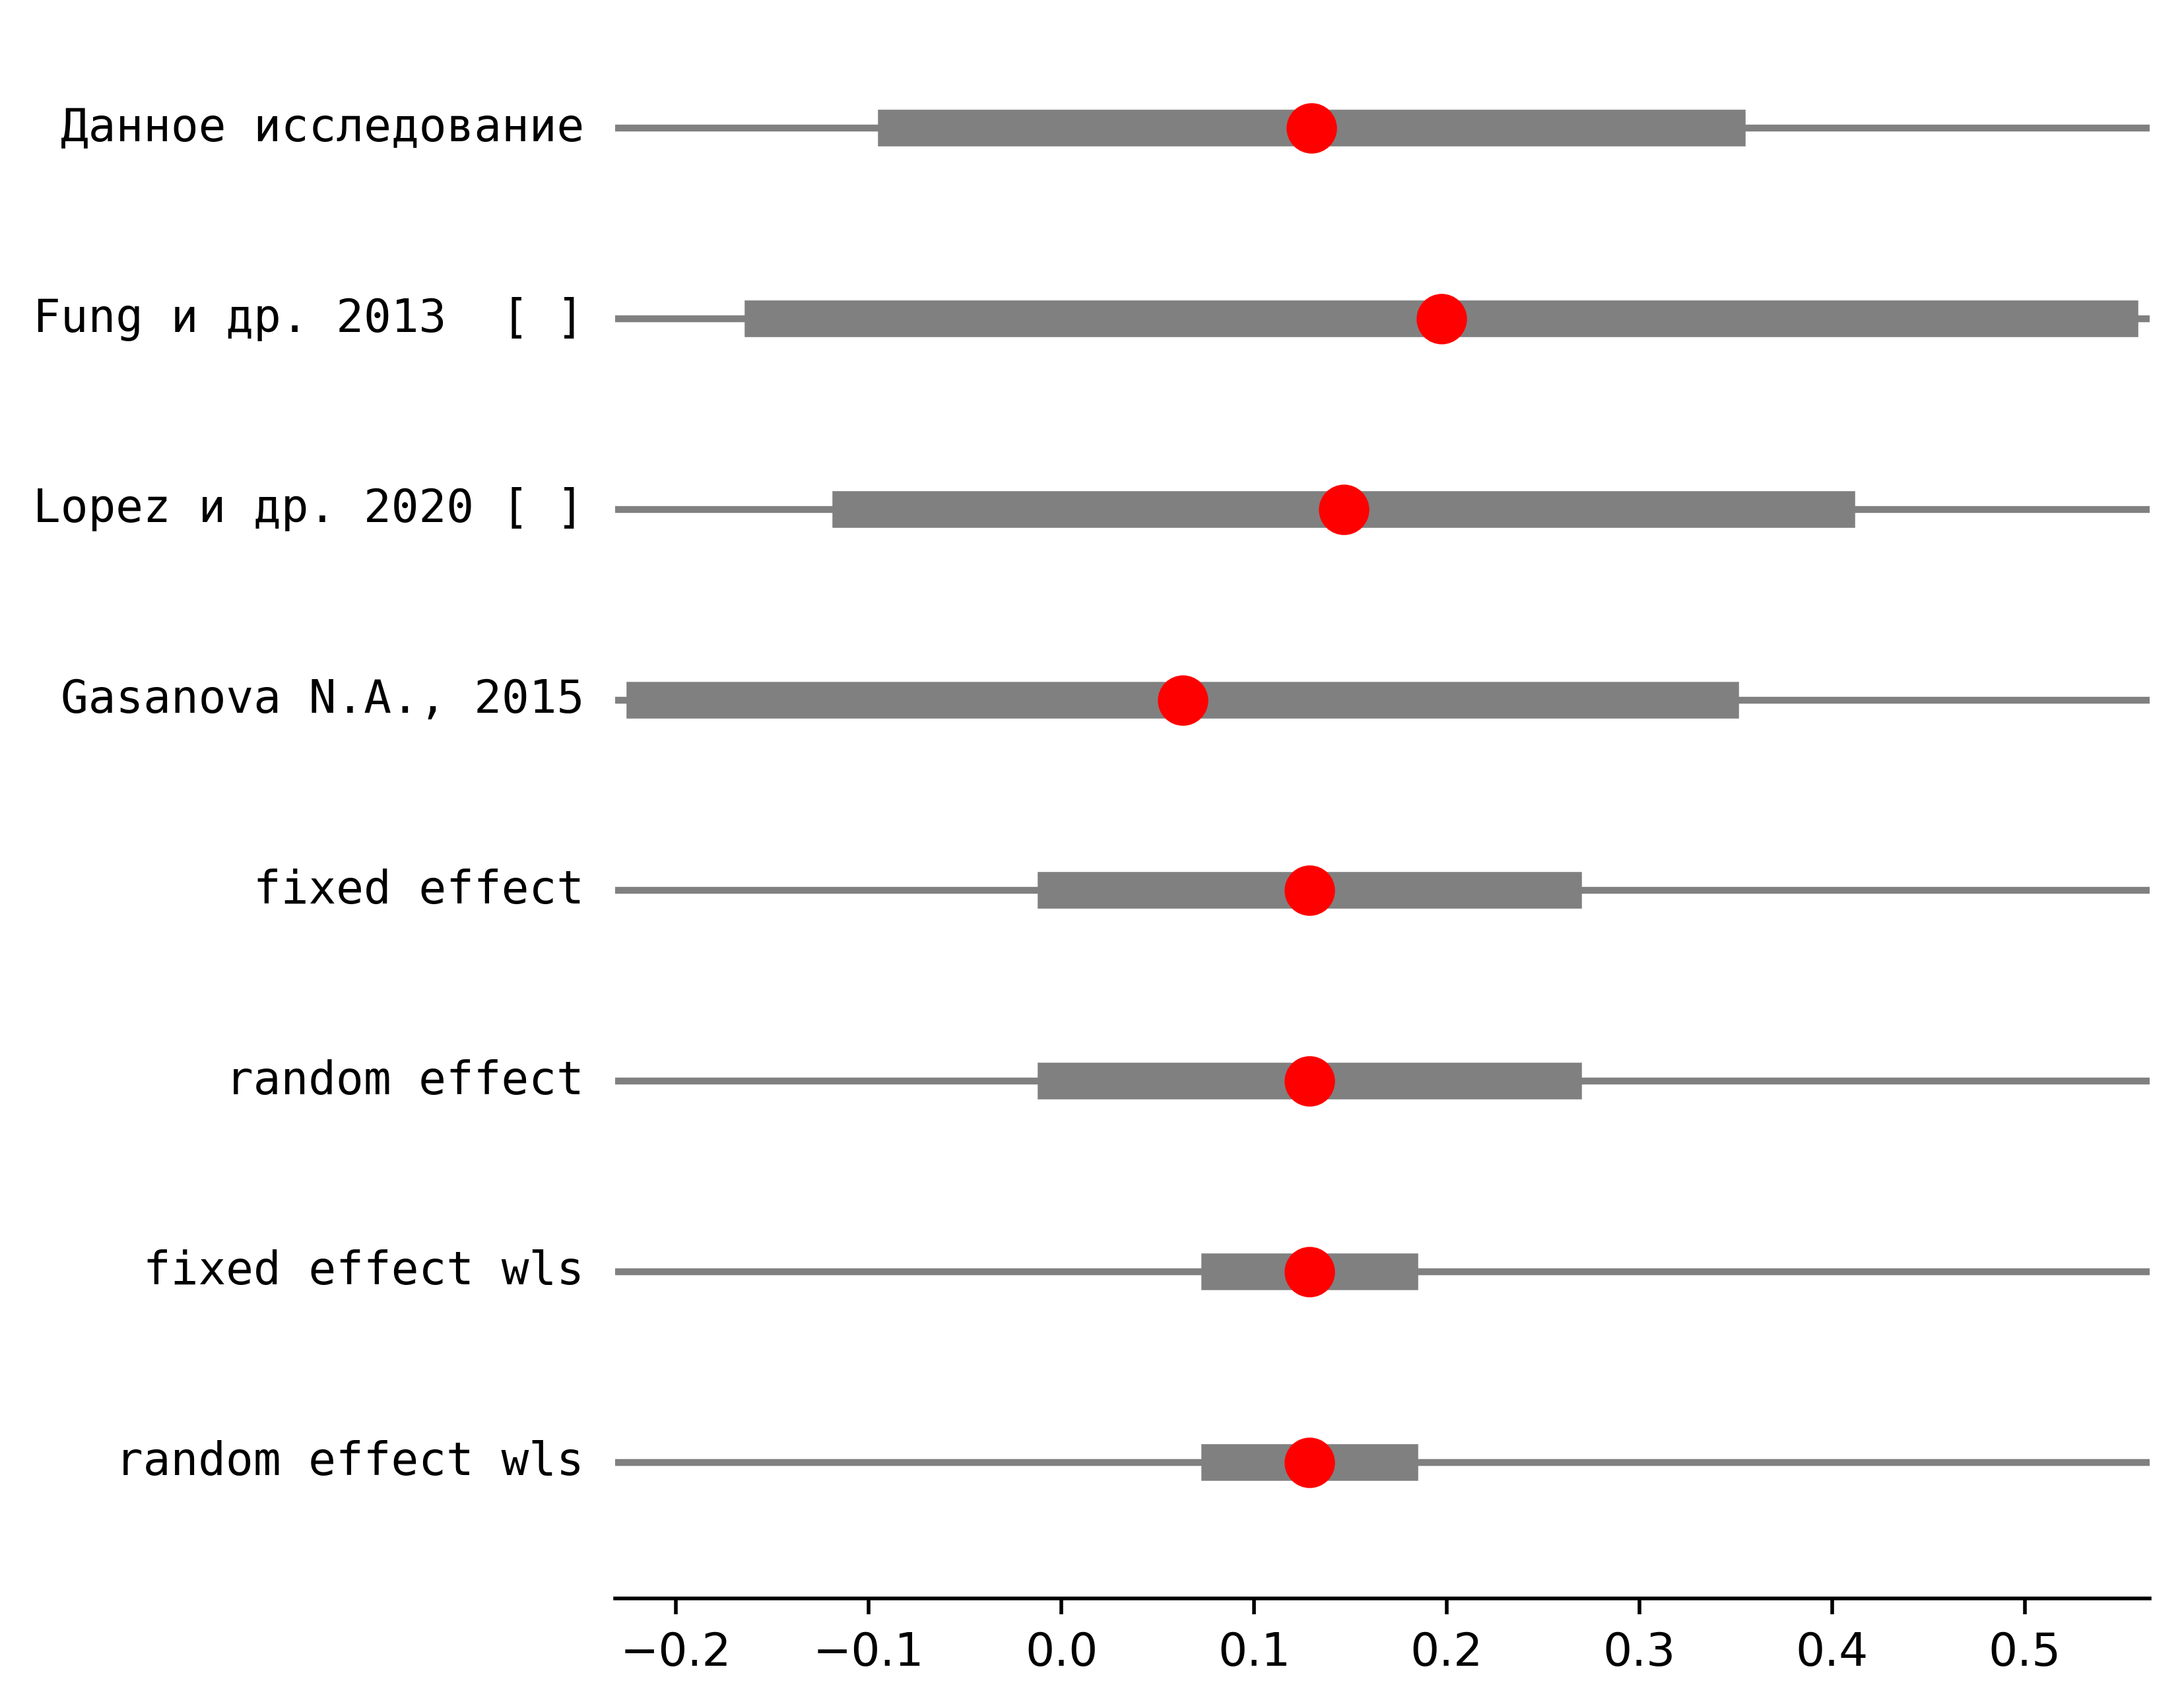 Данное исследование
Fung и др. 2013  [ ]
Lopez и др. 2020 [ ]
Gasanova N.A., 2015
fixed effect
random effect
fixed effect wls
random effect wls
−0.2 −0.1 0.0 0.1 0.2 0.3 0.4 0.5